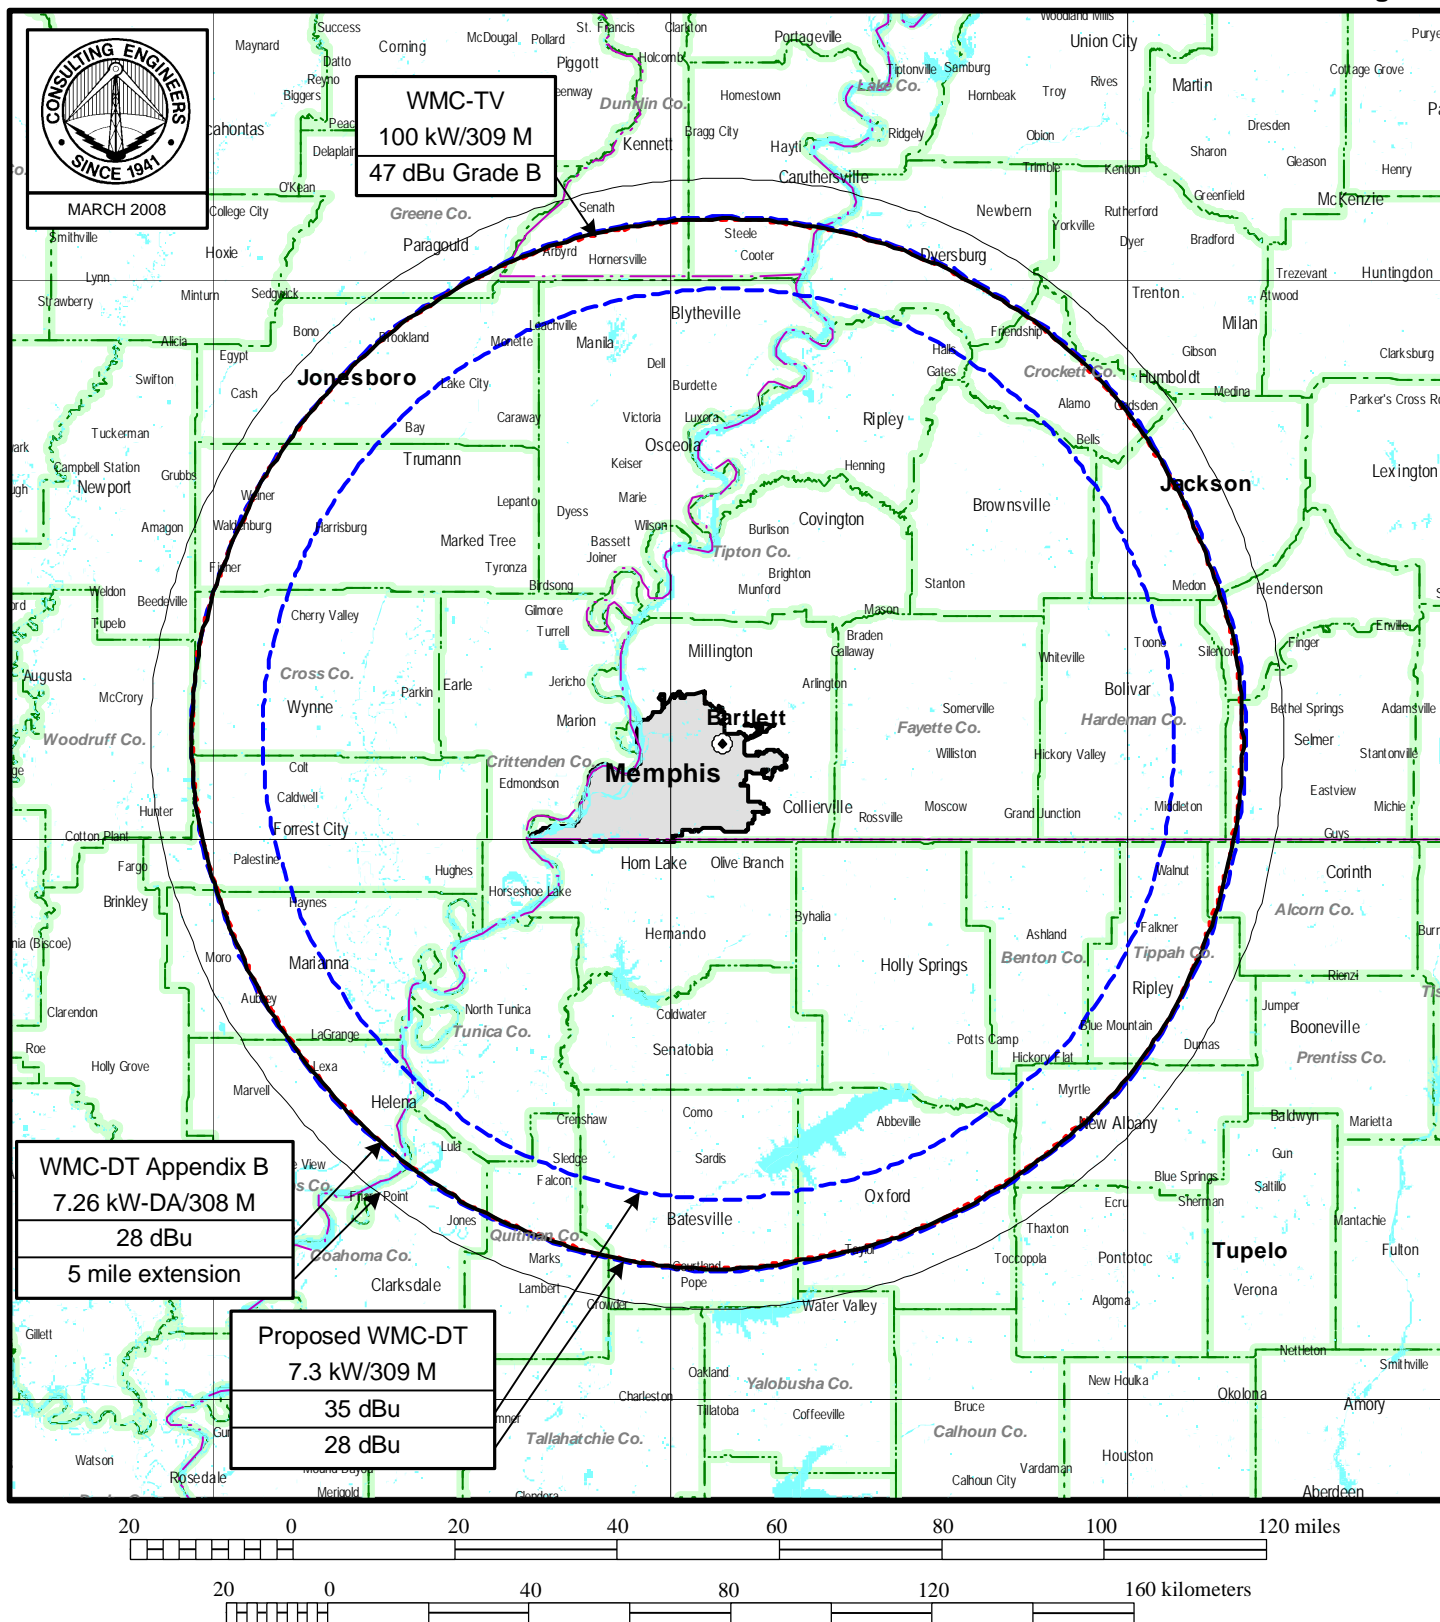 CONSULTING ENGINEERS
SINCE 1941
MARCH 2008
WMC-TV
100 kW/309 M
47 dBu Grade B
Success
Maynard
Corning
McDougal
Pollard
St. Francis
Clarkton
Portageville
Woodland Mills
Union City
Datto
Reyno
Biggers
Piggott
Holcomb
Tiptonville
Samburg
Lake Co.
Martin
Cottage Grove
Dunklin Co.
Homestown
Hornbeak
Troy
Rives
Dresden
Kennett
Bragg City
Hayti
Ridgely
Obion
Sharon
Gleason
Henry
Delaplain
O'Kean
Caruthersville
Trimble
Kenton
Greenfield
McKenzie
College City
Greene Co.
Senath
Newbern
Rutherford
Smithville
Hoxie
Paragould
Arbyrd
Hornersville
Steele
Cooter
Dyersburg
Yorkville
Dyer
Bradford
Lynn
Strawberry
Minturn
Sedgwick
Trezevant
Huntingdon
Trenton
Atwood
Bono
Brookland
Leachville
Monette
Manila
Blytheville
Friendship
Milan
Alicia
Egypt
Dell
Halls
Gates
Gibson
Clarksburg
Swifton
Cash
Jonesboro
Lake City
Burdette
Crockett Co.
Humboldt
Medina
Caraway
Victoria
Luxora
Ripley
Alamo
Gadsden
Tuckerman
Bay
Osceola
Bells
Campbell Station
Newport
Grubbs
Trumann
Keiser
Henning
Jackson
Lexington
Weiner
Lepanto
Marie
Brownsville
Amagon
Waldenburg
Harrisburg
Dyess
Wilson
Burlison
Covington
Marked Tree
Bassett
Joiner
Tipton Co.
Fisher
Tyronza
Birdsong
Brighton
Munford
Stanton
Medon
Henderson
Weldon
Beedeville
Tupelo
Cherry Valley
Gilmore
Turrell
Mason
Braden
Gallaway
Enville
Finger
Toone
Silerton
Millington
Whiteville
Augusta
McCrory
Cross Co.
Wynne
Parkin
Earle
Jericho
Arlington
Bolivar
Marion
Bartlett
Somerville
Fayette Co.
Hardeman Co.
Bethel Springs
Adamsville
Woodruff Co.
Selmer
Stantonville
Colt
Crittenden Co.
Edmondson
Memphis
Williston
Hickory Valley
Caldwell
Hunter
Forrest City
Collierville
Rossville
Moscow
Grand Junction
Middleton
Eastview
Michie
Guys
Cotton Plant
Fargo
Palestine
Hughes
Horn Lake
Olive Branch
Walnut
Corinth
Brinkley
Haynes
Horseshoe Lake
Byhalia
Alcorn Co.
Hernando
Ashland
Falkner
Benton Co.
Tippah Co.
Moro
Marianna
Holly Springs
Rienzi
Aubrey
Ripley
Clarendon
North Tunica
Tunica Co.
Coldwater
Jumper
Booneville
Roe
LaGrange
Blue Mountain
Potts Camp
Senatobia
Hickory Flat
Dumas
Prentiss Co.
Holly Grove
Lexa
Marvell
Helena
Myrtle
Crenshaw
Como
Abbeville
New Albany
Baldwyn
Marietta
Lula
Sledge
Sardis
Gun
Falcon
Blue Springs
Saltillo
WMC-DT Appendix B
7.26 kW-DA/308 M
28 dBu
5 mile extension
Oxford
Ecru
Sherman
Jones
Batesville
Thaxton
Mantachie
Quitman Co.
Coahoma Co.
Marks
Taylor
Toccopola
Pontotoc
Tupelo
Fulton
Clarksdale
Lambert
Courtland
Pope
Verona
Crowder
Water Valley
Algoma
Proposed WMC-DT
7.3 kW/309 M
35 dBu
28 dBu
Gillett
Nettleton
Smithville
Charleston
Oakland
Yalobusha Co.
New Houlka
Okolona
Amory
Tillatoba
Coffeeville
Bruce
Calhoun Co.
Tallahatchie Co.
Watson
Rosedale
Vardaman
Houston
Calhoun City
Merigold
Glendora
Aberdeen
20 0 20 40 60 80 100 120 miles
20 0 40 80 120 160 kilometers